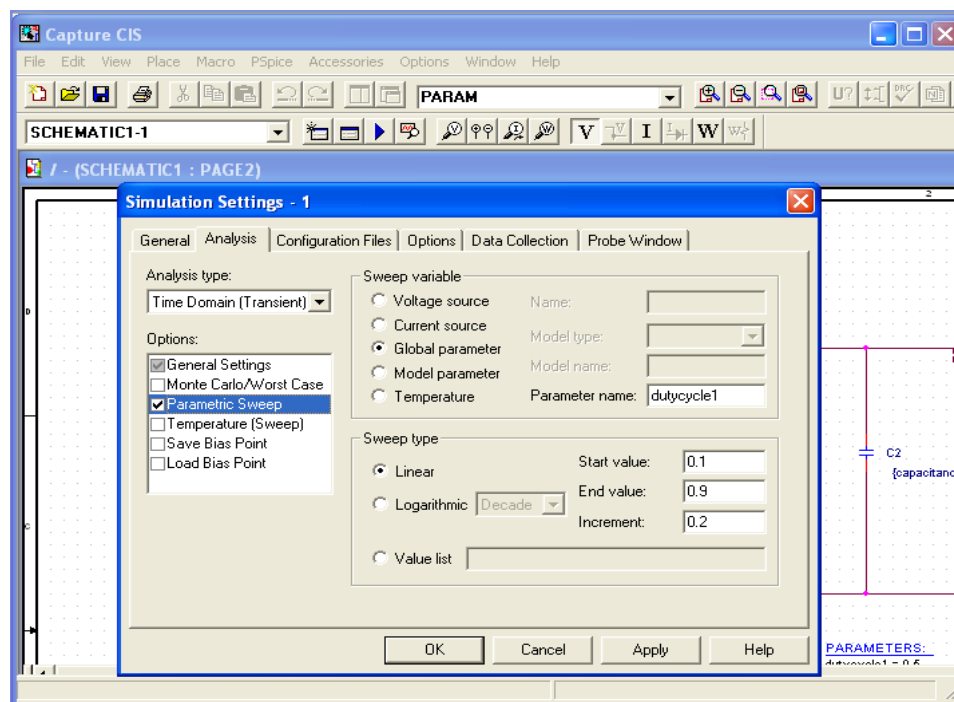 Capture CIS
File Edit View Place Macro PSpice Accessories Options Window Help
PARAM
U?
DRC
N
SCHEMATIC1-1
V I W
/ - (SCHEMATIC1 : PAGE2)
2
Simulation Settings - 1
General Analysis Configuration Files Options Data Collection Probe Window
Analysis type:
Time Domain (Transient)
Options:
General Settings
Monte Carlo/Worst Case
Parametric Sweep
Temperature (Sweep)
Save Bias Point
Load Bias Point
Sweep variable
Voltage source
Current source
Global parameter
Model parameter
Temperature
Name:
Model type:
Model name:
Parameter name: dutycycle1
Sweep type
Linear
Logarithmic Decade
Value list
Start value: 0.1
End value: 0.9
Increment: 0.2
OK Cancel Apply Help
D
C
C2
{capacitanc
PARAMETERS:
dutycycle1 = 0.5